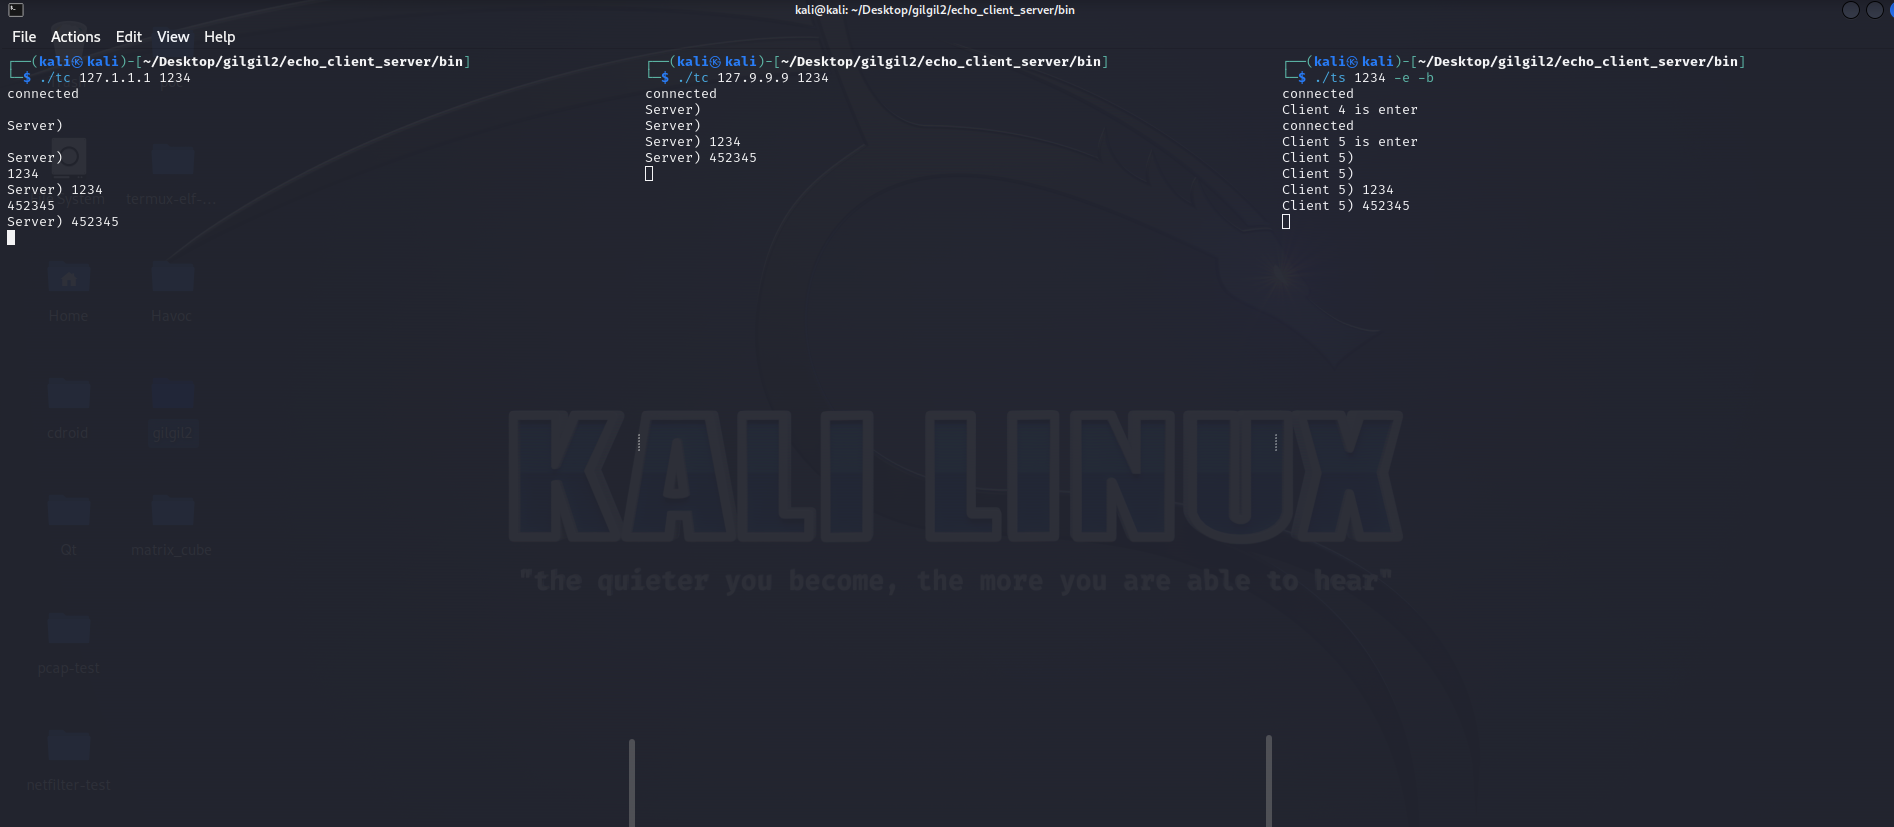 kali@kali: ~/Desktop/gilgil2/echo_client_server/bin
File Actions Edit View Help
┌──(kali㉿kali)-[~/Desktop/gilgil2/echo_client_server/bin]
└─$ ./tc 127.1.1.1 1234
connected
Server)
Server)
1234
Server) 1234
452345
Server) 452345
┌──(kali㉿kali)-[~/Desktop/gilgil2/echo_client_server/bin]
└─$ ./tc 127.9.9.9 1234
connected
Server)
Server)
Server) 1234
Server) 452345
┌──(kali㉿kali)-[~/Desktop/gilgil2/echo_client_server/bin]
└─$ ./ts 1234 -e -b
connected
Client 4 is enter
connected
Client 5 is enter
Client 5)
Client 5)
Client 5) 1234
Client 5) 452345
System
termux-elf-...
Home
Havoc
cdroid
gilgil2
Qt
matrix_cube
pcap-test
netfilter-test
KALI LINUX
"the quieter you become, the more you are able to hear"